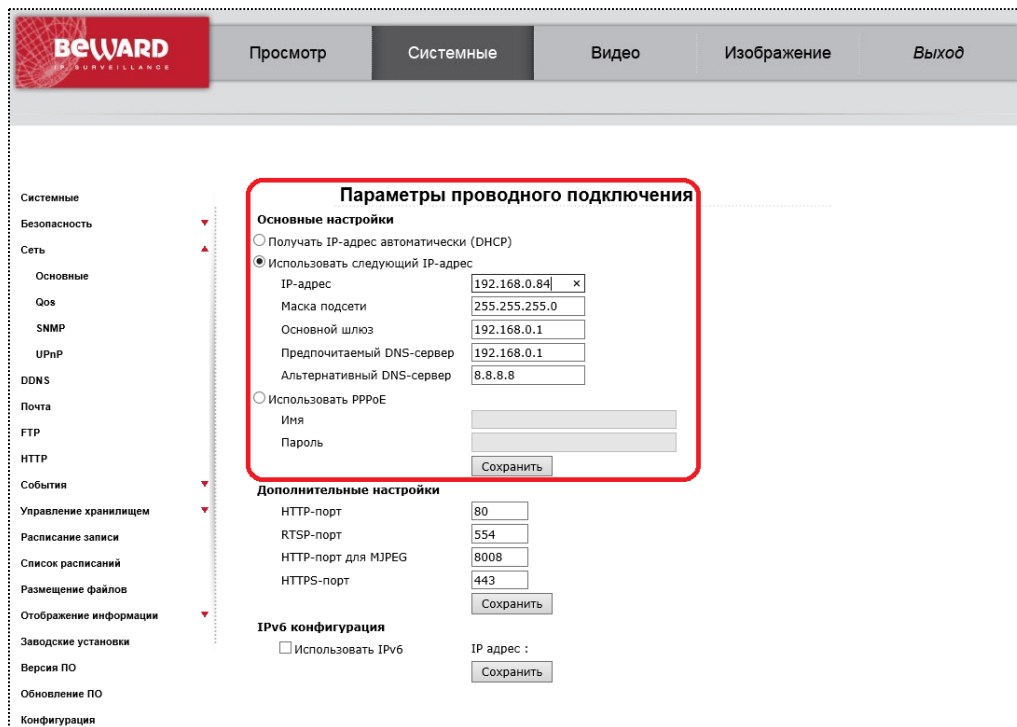 BEWARD
IP SURVEILLANCE
Просмотр Системные Видео Изображение Выход
Системные
Безопасность
Сеть
Основные
Qos
SNMP
UPnP
DDNS
Почта
FTP
HTTP
События
Управление хранилищем
Расписание записи
Список расписаний
Размещение файлов
Отображение информации
Заводские установки
Версия ПО
Обновление ПО
Конфигурация
Параметры проводного подключения
Основные настройки
Получать IP-адрес автоматически (DHCP)
Использовать следующий IP-адрес
IP-адрес 192.168.0.84 ×
Маска подсети 255.255.255.0
Основной шлюз 192.168.0.1
Предпочитаемый DNS-сервер 192.168.0.1
Альтернативный DNS-сервер 8.8.8.8
Использовать PPPoE
Имя
Пароль
Сохранить
Дополнительные настройки
HTTP-порт 80
RTSP-порт 554
HTTP-порт для MJPEG 8008
HTTPS-порт 443
Сохранить
IPv6 конфигурация
Использовать IPv6 IP адрес :
Сохранить